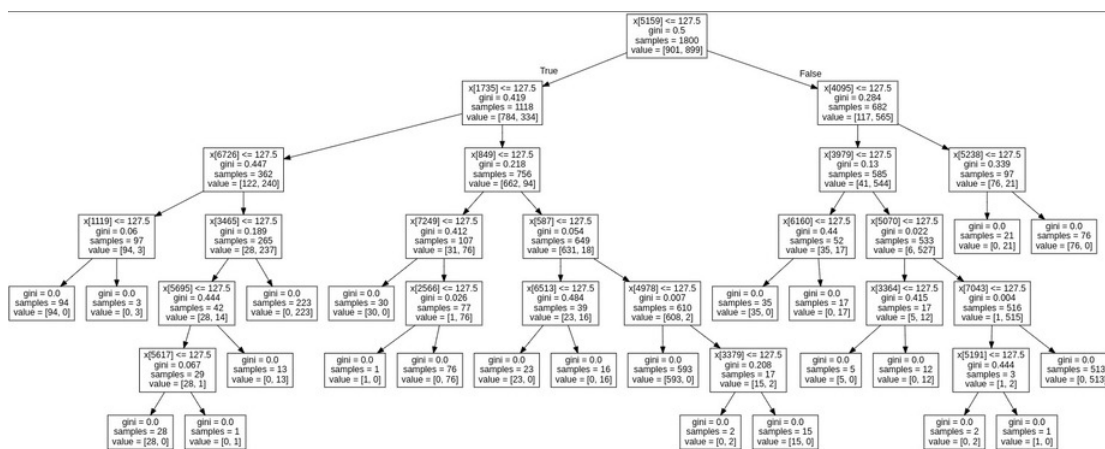 x[5159] <= 127.5
gini = 0.5
samples = 1800
value = [901, 899]
True
False
x[1735] <= 127.5
gini = 0.419
samples = 1118
value = [784, 334]
x[4095] <= 127.5
gini = 0.284
samples = 682
value = [117, 565]
x[6726] <= 127.5
gini = 0.447
samples = 362
value = [122, 240]
x[849] <= 127.5
gini = 0.218
samples = 756
value = [662, 94]
x[3979] <= 127.5
gini = 0.13
samples = 585
value = [41, 544]
x[5238] <= 127.5
gini = 0.339
samples = 97
value = [76, 21]
x[1119] <= 127.5
gini = 0.06
samples = 97
value = [94, 3]
x[3465] <= 127.5
gini = 0.189
samples = 265
value = [28, 237]
x[7249] <= 127.5
gini = 0.412
samples = 107
value = [31, 76]
x[587] <= 127.5
gini = 0.054
samples = 649
value = [631, 18]
x[6160] <= 127.5
gini = 0.44
samples = 52
value = [35, 17]
x[5070] <= 127.5
gini = 0.022
samples = 533
value = [6, 527]
gini = 0.0
samples = 21
value = [0, 21]
gini = 0.0
samples = 76
value = [76, 0]
gini = 0.0
samples = 94
value = [94, 0]
gini = 0.0
samples = 3
value = [0, 3]
x[5695] <= 127.5
gini = 0.444
samples = 42
value = [28, 14]
gini = 0.0
samples = 223
value = [0, 223]
gini = 0.0
samples = 30
value = [30, 0]
x[2566] <= 127.5
gini = 0.026
samples = 77
value = [1, 76]
x[6513] <= 127.5
gini = 0.484
samples = 39
value = [23, 16]
x[4978] <= 127.5
gini = 0.007
samples = 610
value = [608, 2]
gini = 0.0
samples = 35
value = [35, 0]
gini = 0.0
samples = 17
value = [0, 17]
x[3364] <= 127.5
gini = 0.415
samples = 17
value = [5, 12]
x[7043] <= 127.5
gini = 0.004
samples = 516
value = [1, 515]
x[5617] <= 127.5
gini = 0.067
samples = 29
value = [28, 1]
gini = 0.0
samples = 13
value = [0, 13]
gini = 0.0
samples = 1
value = [1, 0]
gini = 0.0
samples = 76
value = [0, 76]
gini = 0.0
samples = 23
value = [23, 0]
gini = 0.0
samples = 16
value = [0, 16]
gini = 0.0
samples = 593
value = [593, 0]
x[3379] <= 127.5
gini = 0.208
samples = 17
value = [15, 2]
gini = 0.0
samples = 5
value = [5, 0]
gini = 0.0
samples = 12
value = [0, 12]
x[5191] <= 127.5
gini = 0.444
samples = 3
value = [1, 2]
gini = 0.0
samples = 513
value = [0, 513]
gini = 0.0
samples = 28
value = [28, 0]
gini = 0.0
samples = 1
value = [0, 1]
gini = 0.0
samples = 2
value = [0, 2]
gini = 0.0
samples = 15
value = [15, 0]
gini = 0.0
samples = 2
value = [0, 2]
gini = 0.0
samples = 1
value = [1, 0]